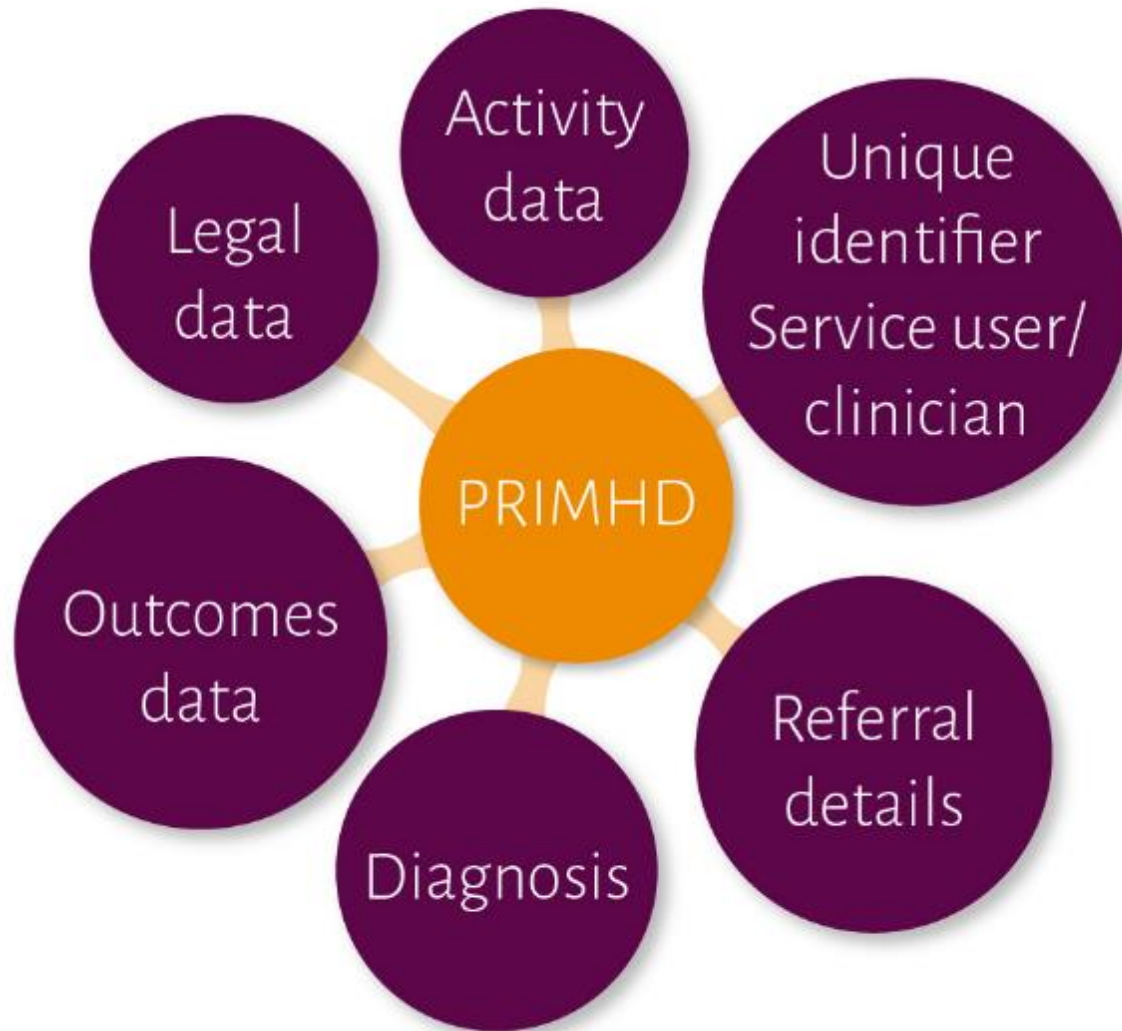 Activity
data
Unique
identifier
Service user/
clinician
Legal
data
PRIMHD
Outcomes
data
Referral
details
Diagnosis